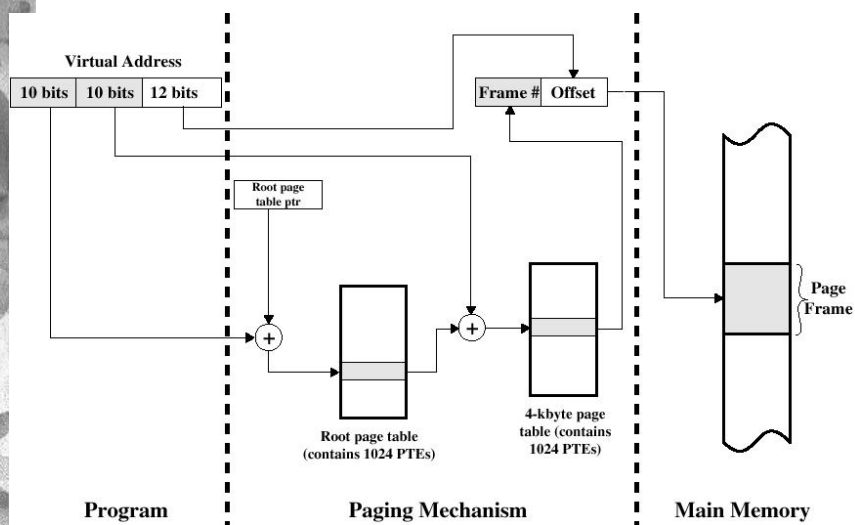 Virtual Address
10 bits 10 bits 12 bits
Frame # Offset
Root page
table ptr
+
+
Page
Frame
Root page table
(contains 1024 PTEs)
4-kbyte page
table (contains
1024 PTEs)
Program
Paging Mechanism
Main Memory